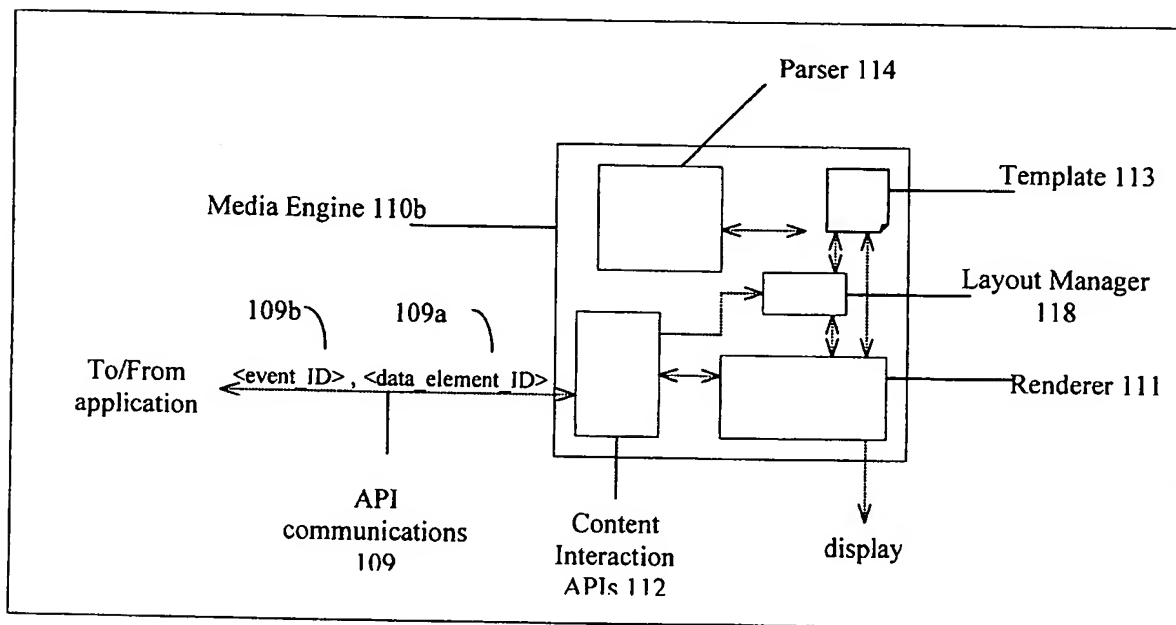 Parser 114
Template 113
Media Engine 110b
Layout Manager
118
109b
109a
To/From
application
<event_ID>, <data_element_ID>
Renderer 111
API
communications
109
Content
Interaction
APIs 112
display